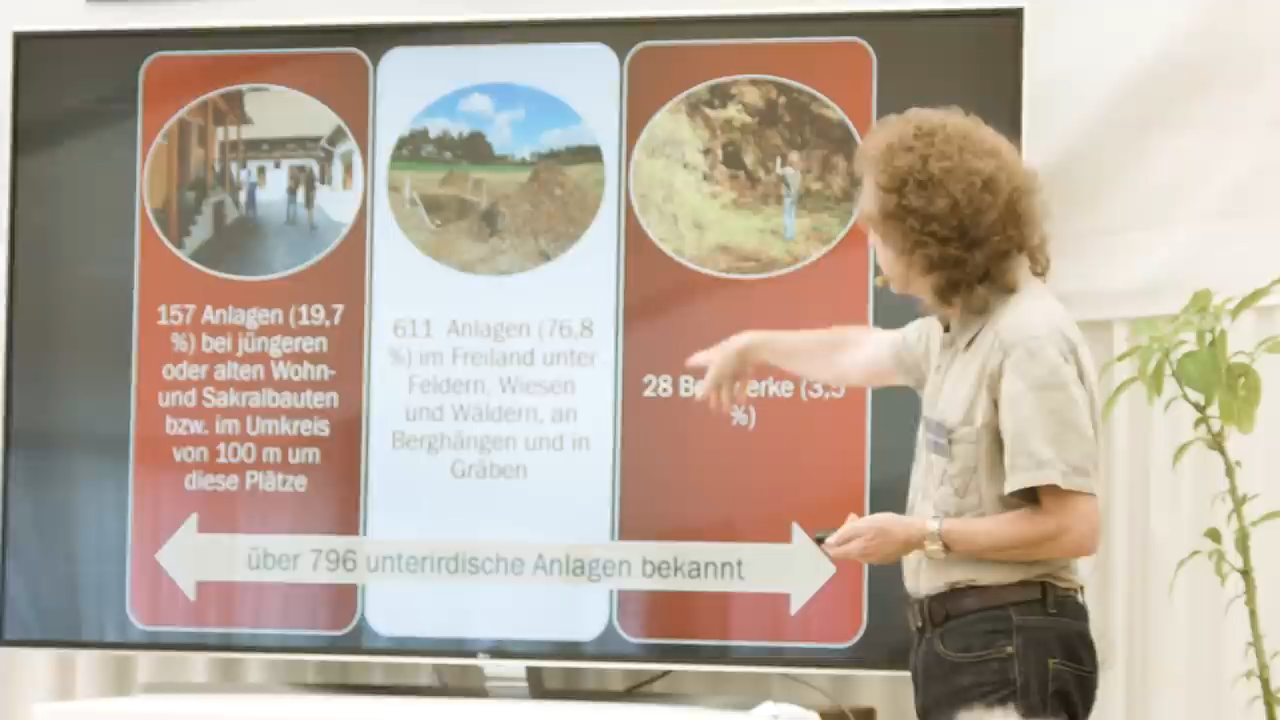 157 Anlagen (19,7
%) bei jüngeren
oder alten Wohn-
und Sakralbauten
bzw. im Umkreis
von 100 m um
diese Plätze
611 Anlagen (76,8
%) im Freiland unter
Feldern, Wiesen
und Wäldern, an
Berghängen und in
Gräben
28 (3,5
%)
über 796 unterirdische Anlagen bekannt